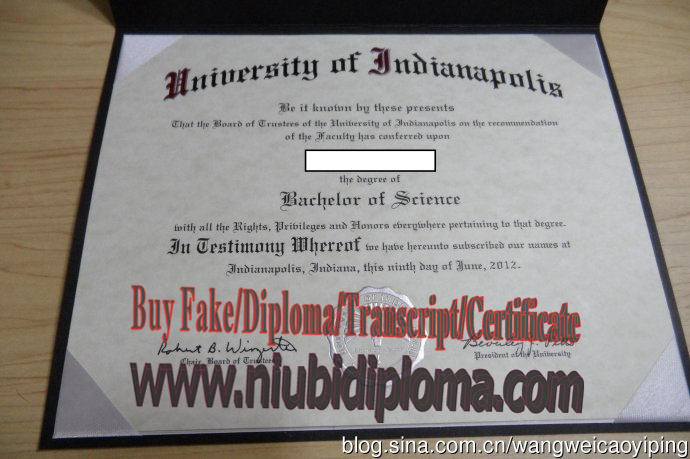 University of Indianapolis
Be it known by these presents
That the Board of Trustees of the University of Indianapolis on the recommendation
of the Faculty has conferred upon
the degree of
Bachelor of Science
with all the Rights, Privileges and Honors everywhere pertaining to that degree.
In Testimony Whereof we have hereunto subscribed our names at
Indianapolis, Indiana, this ninth day of June, 2012.
Buy Fake/Diploma/Transcript/Certificate
Robert B.
Chair, Board of Trustees
President of the University
www.niubidiploma.com
blog.sina.com.cn/wangweicaoyiping